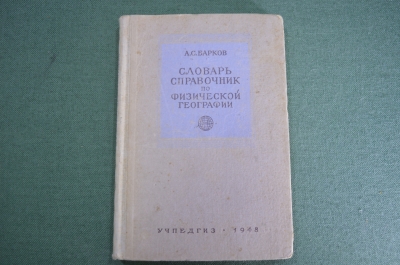 А.С.БАРКОВ
СЛОВАРЬ
СПРАВОЧНИК
ПО
ФИЗИЧЕСКОЙ
ГЕОГРАФИИ
УЧПЕДГИЗ • 1948